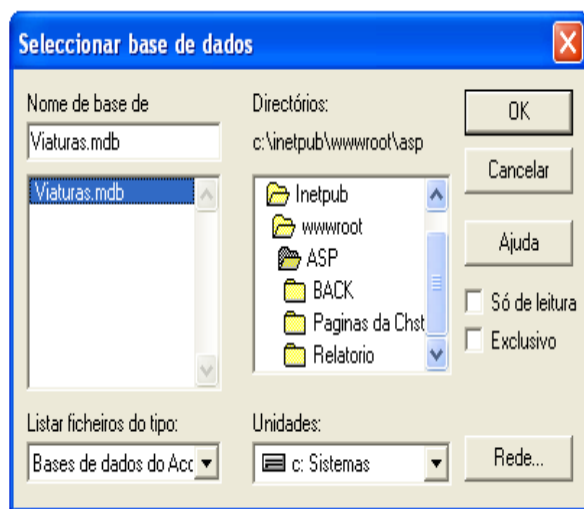 Seleccionar base de dados
Nome de base de
Viaturas.mdb
Viaturas.mdb
Listar ficheiros do tipo:
Bases de dados do Acc
Directórios:
c:\inetpub\wwwroot\asp
Inetpub
wwwroot
ASP
BACK
Paginas da Chst
Relatorio
Unidades:
c: Sistemas
OK
Cancelar
Ajuda
Só de leitura
Exclusivo
Rede...